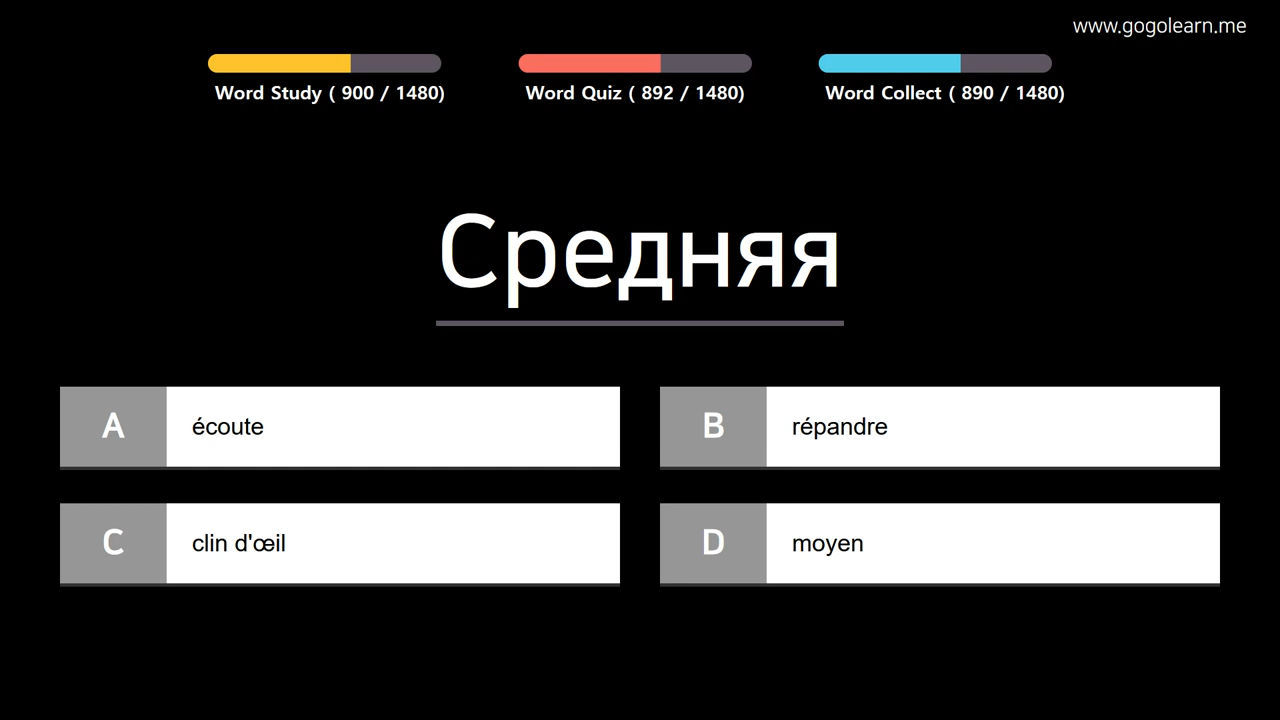 www.gogolearn.me
Word Study ( 900 / 1480)
Word Quiz ( 892 / 1480)
Word Collect ( 890 / 1480)
Средняя
A écoute
B répandre
C clin d'œil
D moyen